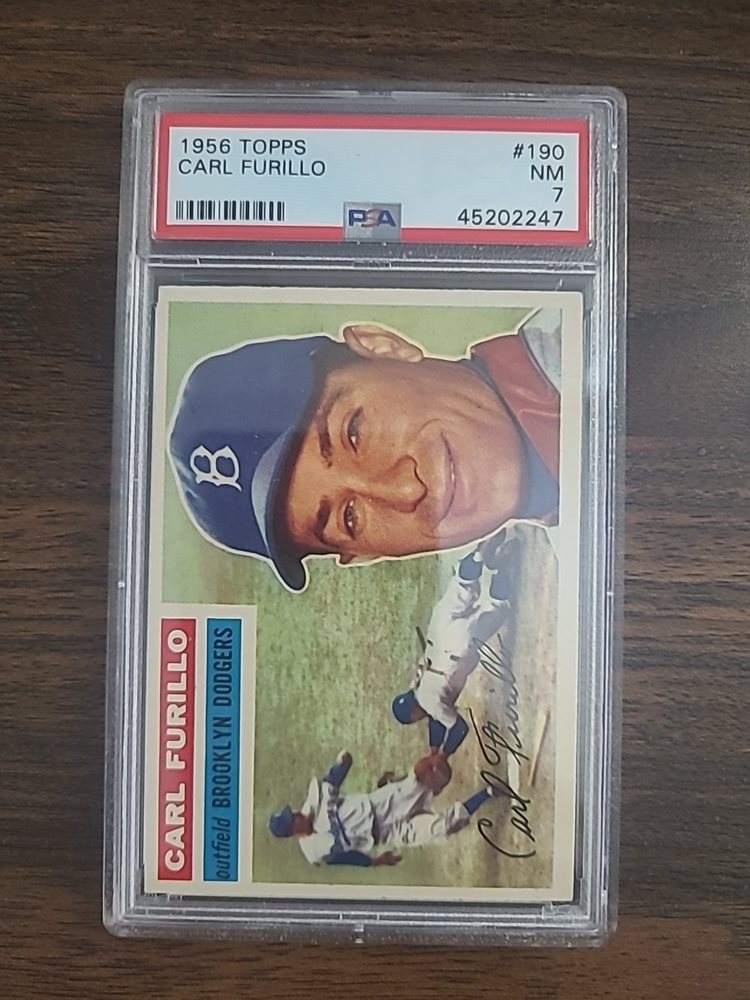 1956 TOPPS
CARL FURILLO
#190
NM
7
PSA
45202247
B
CARL FURILLO
outfield BROOKLYN DODGERS
Carl Furillo